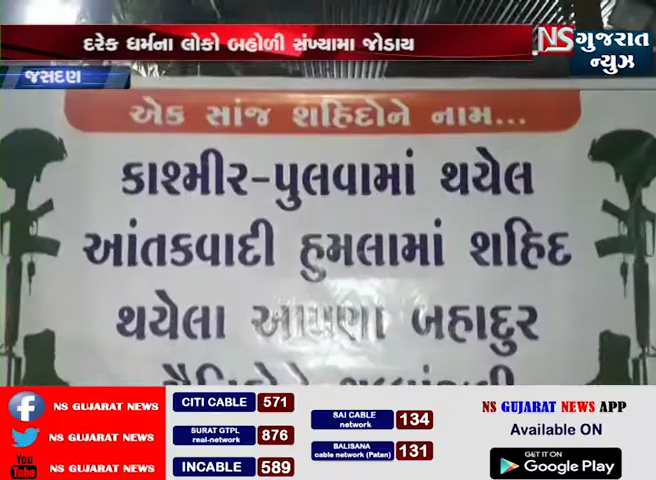 દરેક ધર્મના લોકો બહોળી સંખ્યામા જોડાય
NS ગુજરાત ન્યુઝ
જસદણ
એક સાંજ શહિદોને નામ...
કાશ્મીર-પુલવામાં થયેલ
આંતકવાદી હુમલામાં શહિદ
થયેલા આપણા બહાદુર
NS GUJARAT NEWS
NS GUJARAT NEWS
You Tube NS GUJARAT NEWS
CITI CABLE 571
SURAT GTPL real-network 876
INCABLE 589
SAI CABLE network 134
BALISANA cable network (Patan) 131
NS GUJARAT NEWS APP
Available ON
GET IT ON
Google Play